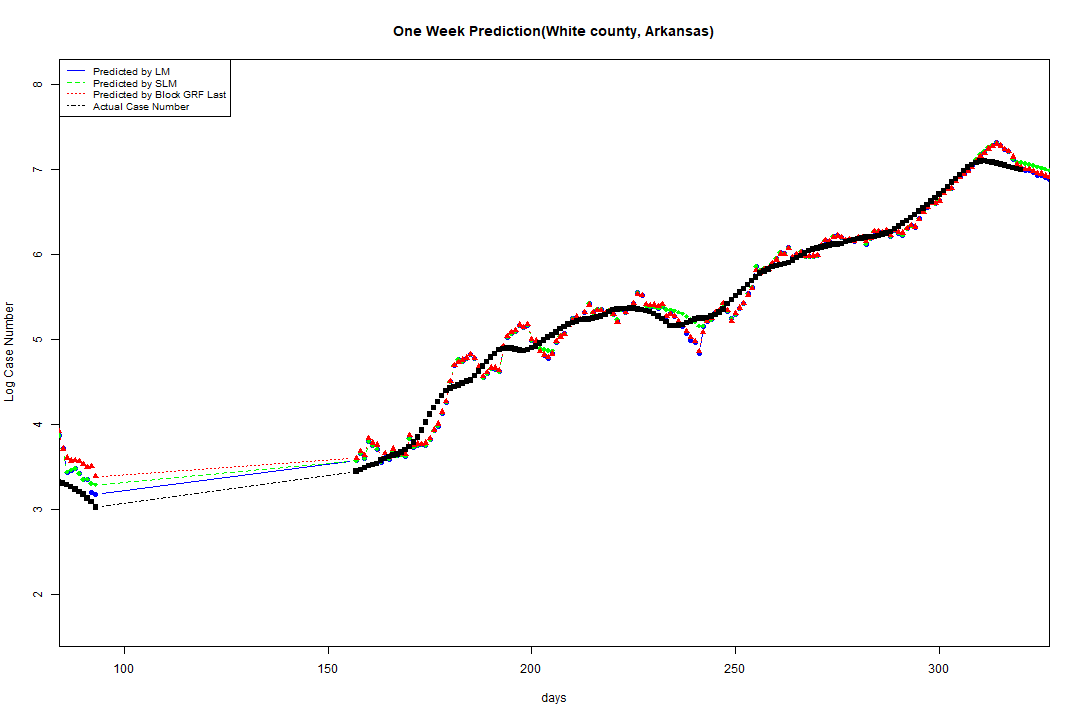 One Week Prediction(White county, Arkansas)
Predicted by LM
Predicted by SLM
Predicted by Block GRF Last
Actual Case Number
8
7
6
5
4
3
2
Log Case Number
100
150
200
250
300
days